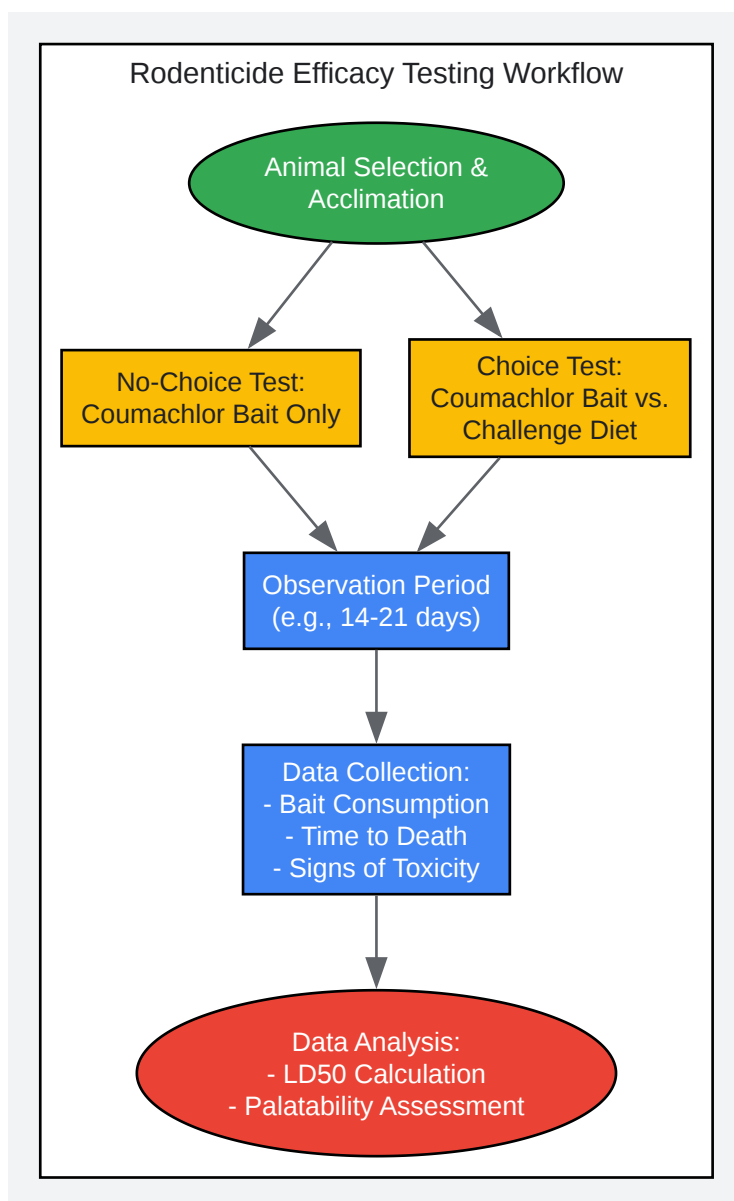 Rodenticide Efficacy Testing Workflow
Animal Selection &
Acclimation
No-Choice Test:
Coumachlor Bait Only
Choice Test:
Coumachlor Bait vs.
Challenge Diet
Observation Period
(e.g., 14-21 days)
Data Collection:
- Bait Consumption
- Time to Death
- Signs of Toxicity
Data Analysis:
- LD50 Calculation
- Palatability Assessment